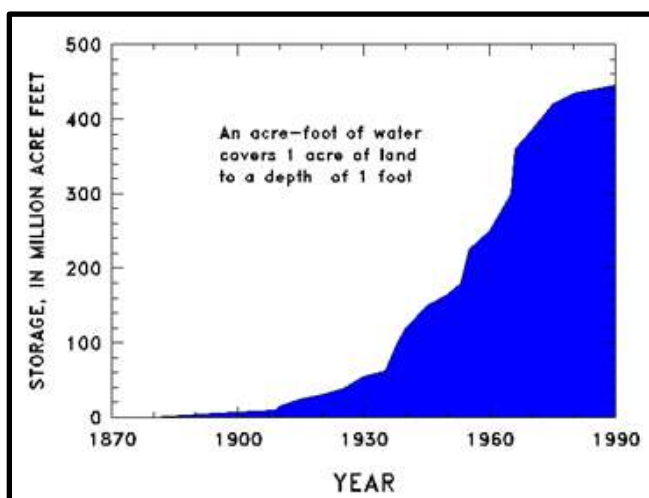 STORAGE, IN MILLION ACRE FEET
500
400
300
200
100
0
An acre-foot of water
covers 1 acre of land
to a depth of 1 foot
1870 1900 1930 1960 1990
YEAR